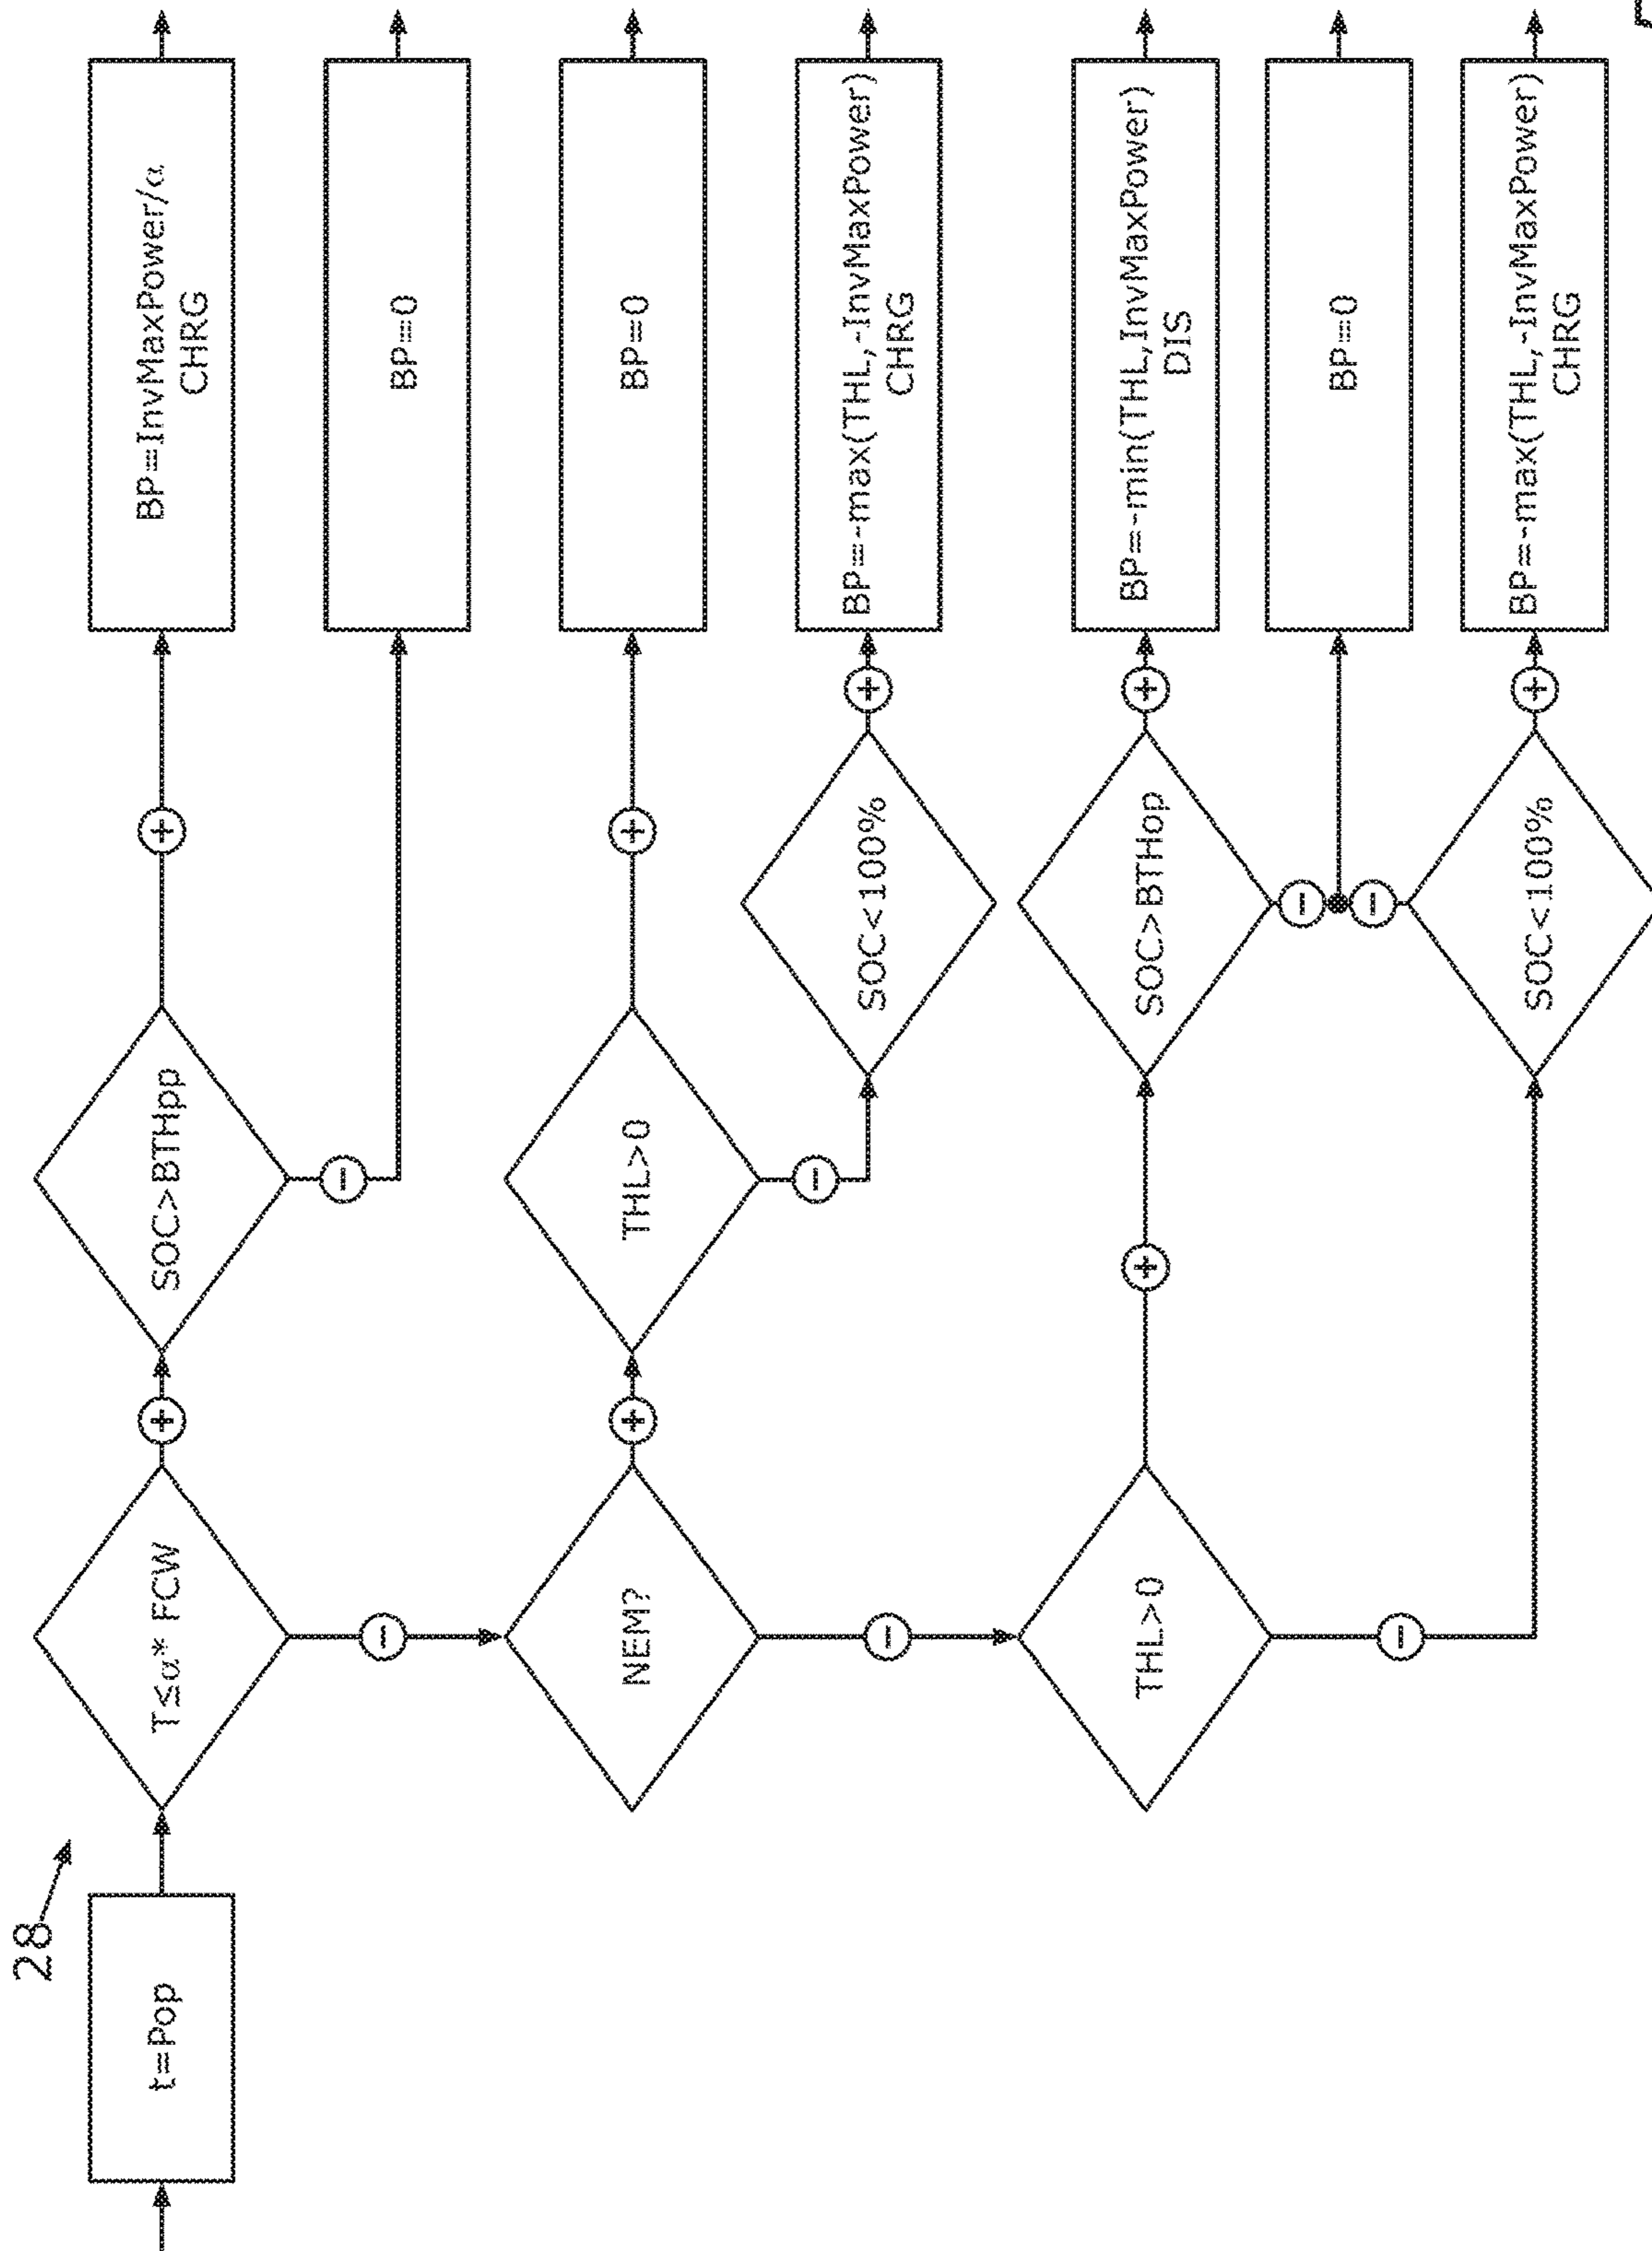 28
t=Pop
T≤α* FCW
SOC>BTHpp
BP=InvMaxPower/α
CHRG
BP=0
NEM?
THL>0
BP=0
SOC<100%
BP=-max(THL,-InvMaxPower)
CHRG
THL>0
SOC>BTHop
BP=-min(THL,InvMaxPower)
DIS
BP=0
SOC<100%
BP=-max(THL,-InvMaxPower)
CHRG
+
+
−
−
+
+
−
+
−
+
+
−
−
−
+